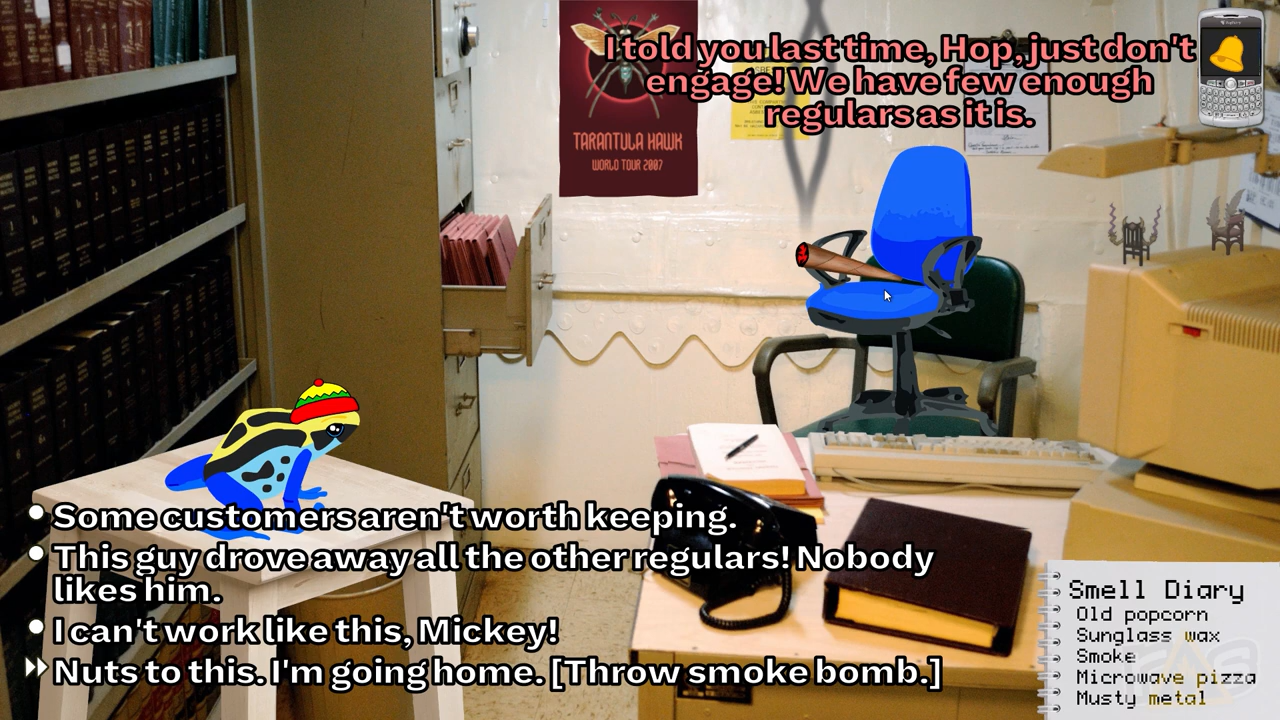 I told you last time, Hop, just don't
engage! We have few enough
regulars as it is.
TARANTULA HAWK
WORLD TOUR 2007
• Some customers aren't worth keeping.
• This guy drove away all the other regulars! Nobody
likes him.
• I can't work like this, Mickey!
Nuts to this. I'm going home. [Throw smoke bomb.]
Smell Diary
Old popcorn
Sunglass wax
Smoke
Microwave pizza
Musty metal